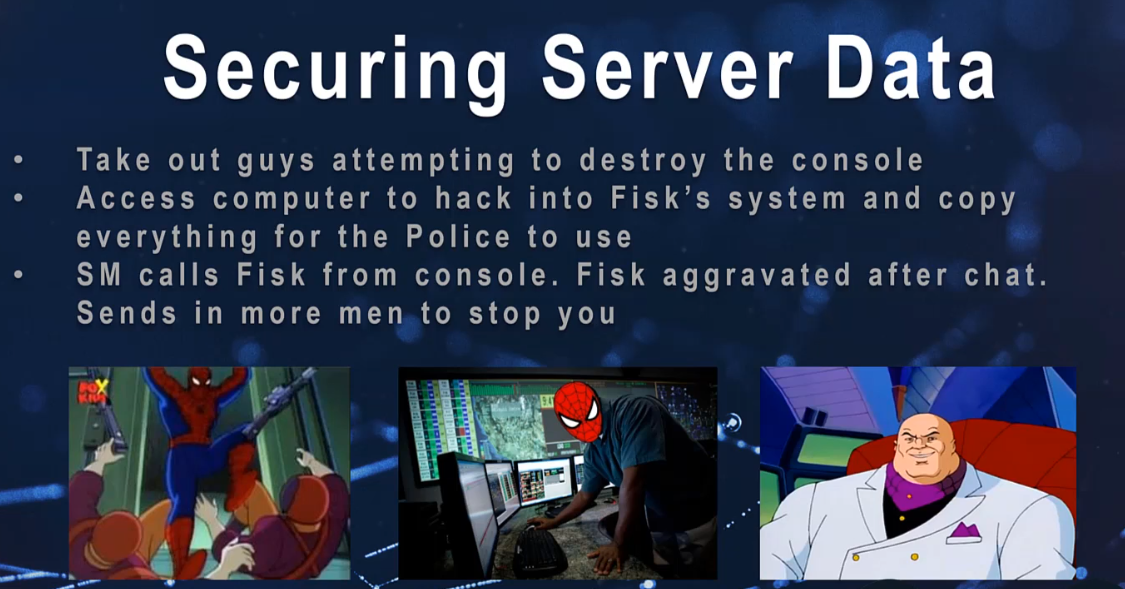 Securing Server Data
• Take out guys attempting to destroy the console
• Access computer to hack into Fisk’s system and copy
everything for the Police to use
• SM calls Fisk from console. Fisk aggravated after chat.
Sends in more men to stop you
FOX
KIDS